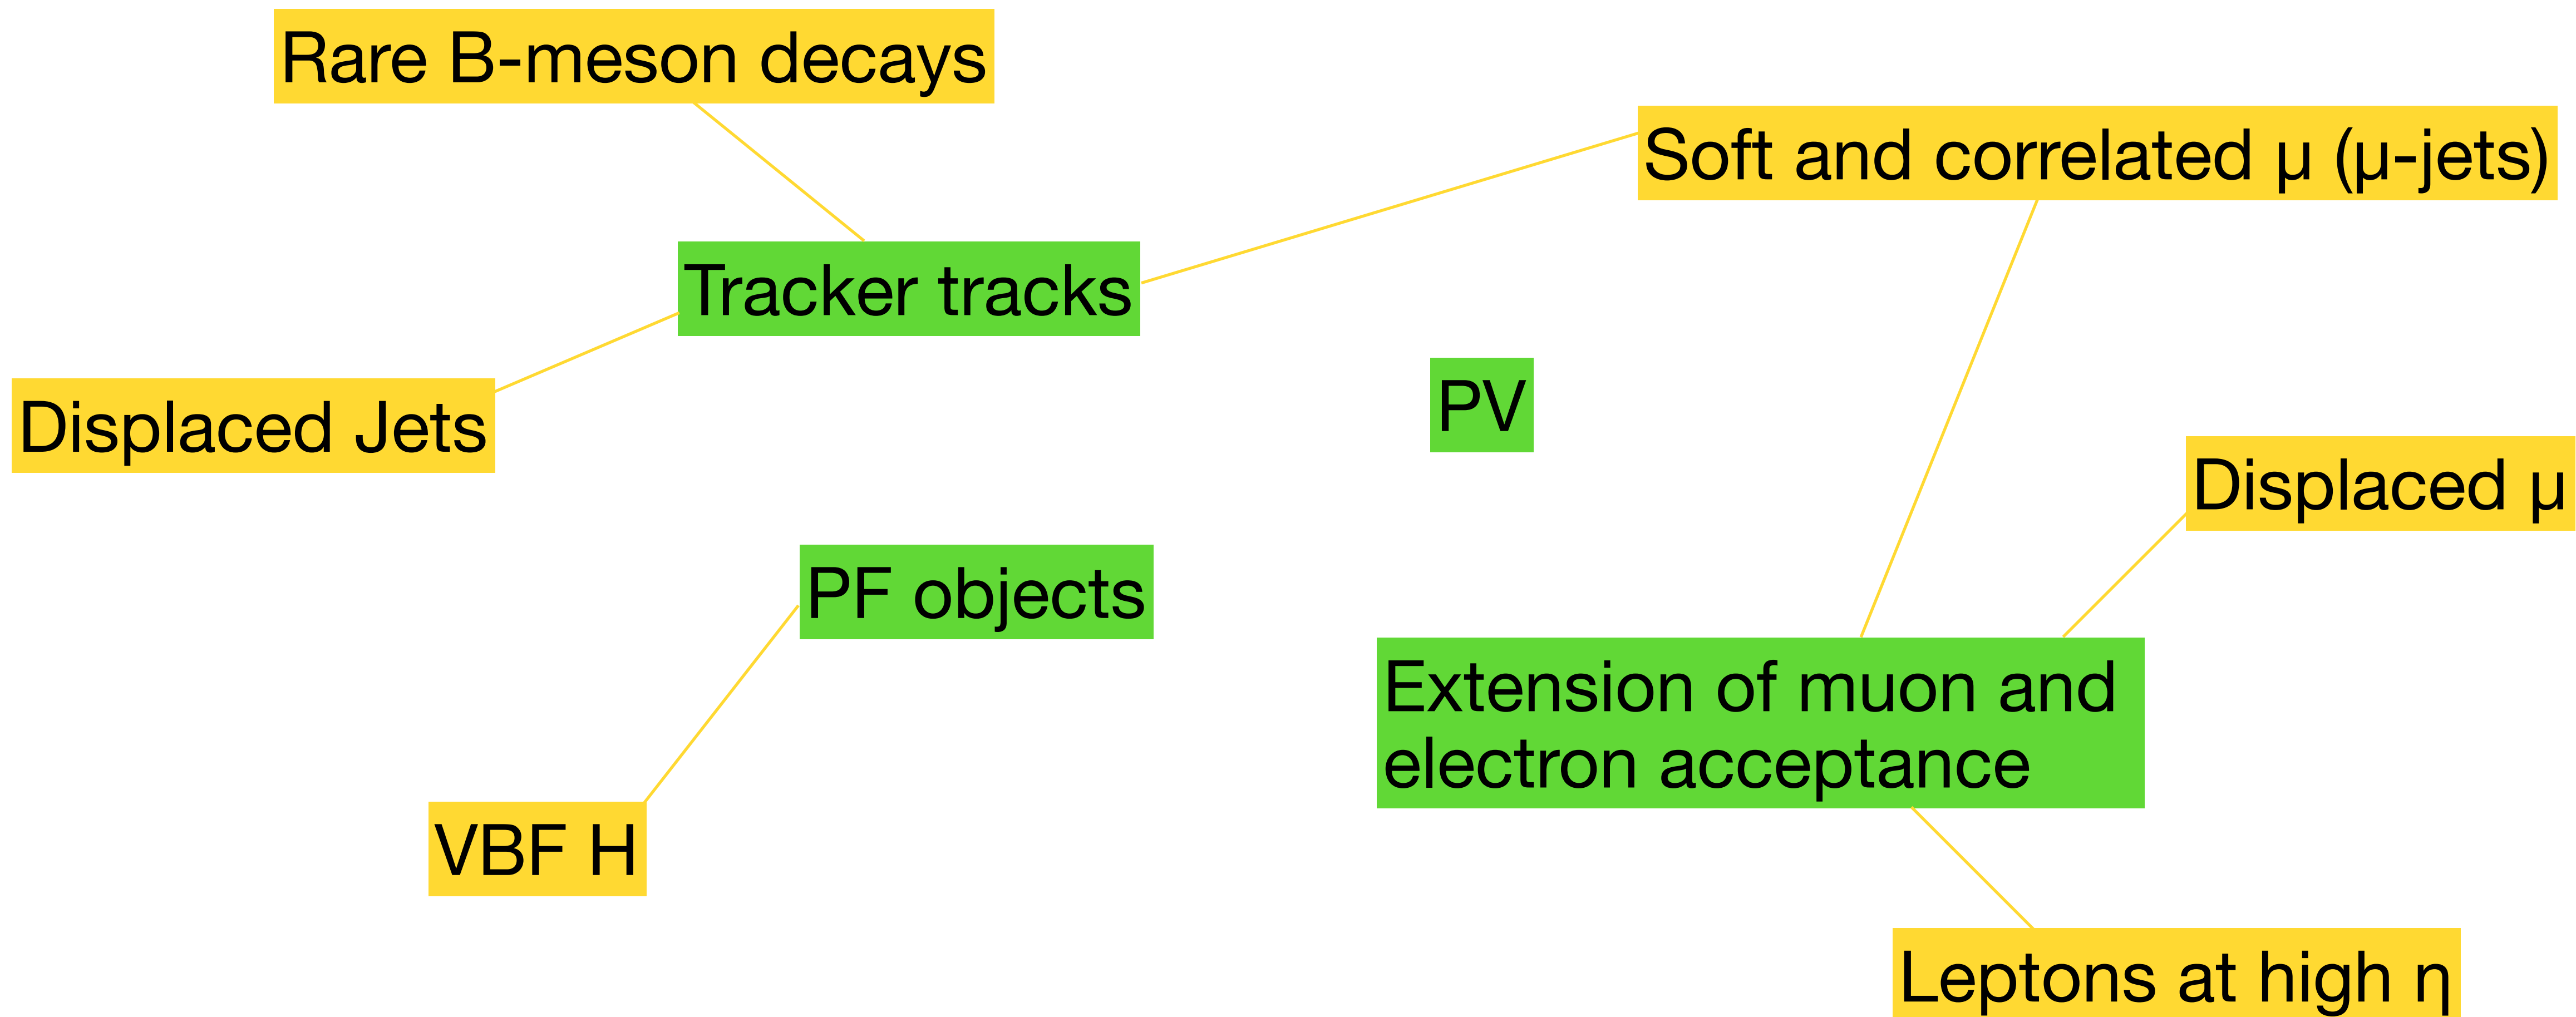 Rare B-meson decays
Soft and correlated μ (μ-jets)
Tracker tracks
PV
Displaced Jets
Displaced μ
PF objects
Extension of muon and
electron acceptance
VBF H
Leptons at high η